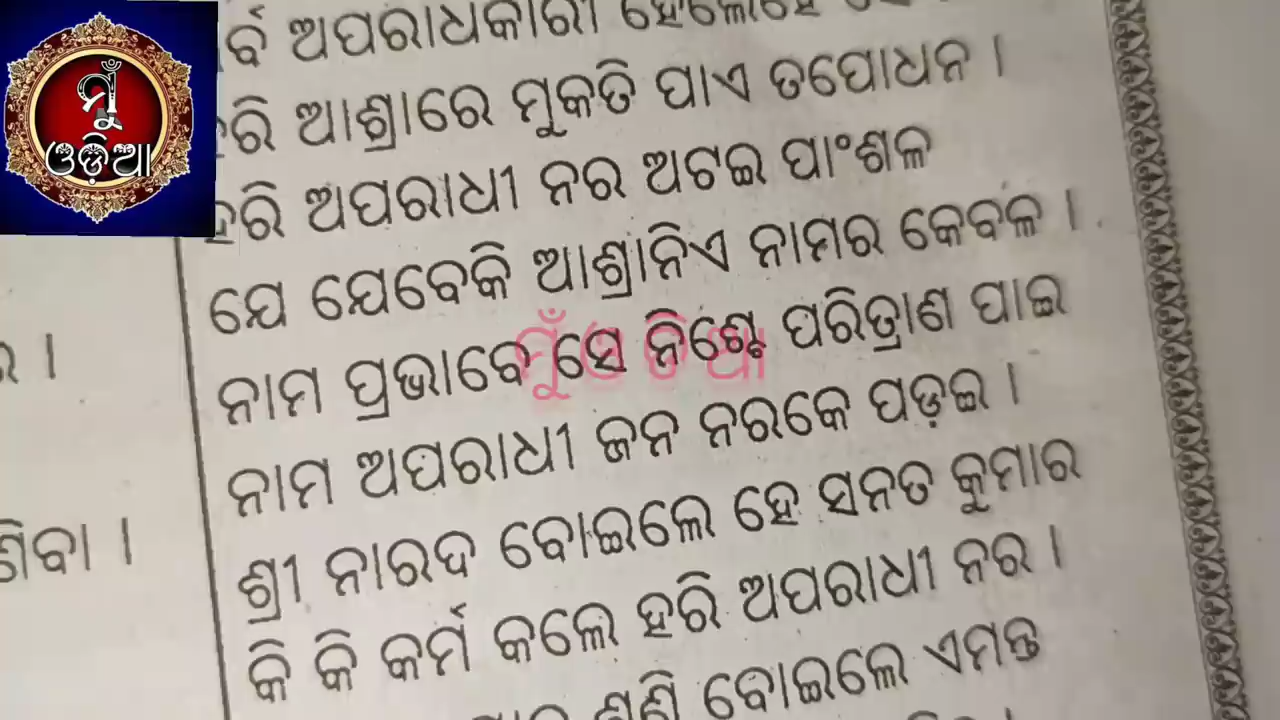 ମୁଁ
ଓଡ଼ିଆ
ଅପରାଧକାରୀ
ଆଶ୍ରାରେ ମୁକତି ପାଏ ତପୋଧନ ।
ହରି ଅପରାଧୀ ନର ଅଟଇ ପାଂଶଳ
ଯେ ଯେବେକି ଆଶ୍ରାନିଏ ନାମର କେବଳ ।
ନାମ ପ୍ରଭାବେ ସେ ନିଶ୍ଚେ ପରିତ୍ରାଣ ପାଇ
ମୁଁ ଓଡିଆ
ନାମ ଅପରାଧୀ ଜନ ନରକେ ପଡ଼ଇ ।
ଶ୍ରୀ ନାରଦ ବୋଇଲେ ହେ ସନତ କୁମାର
କି କି କର୍ମ କଲେ ହରି ଅପରାଧୀ ନର ।
ଶୁଣି ବୋଇଲେ ଏମନ୍ତ